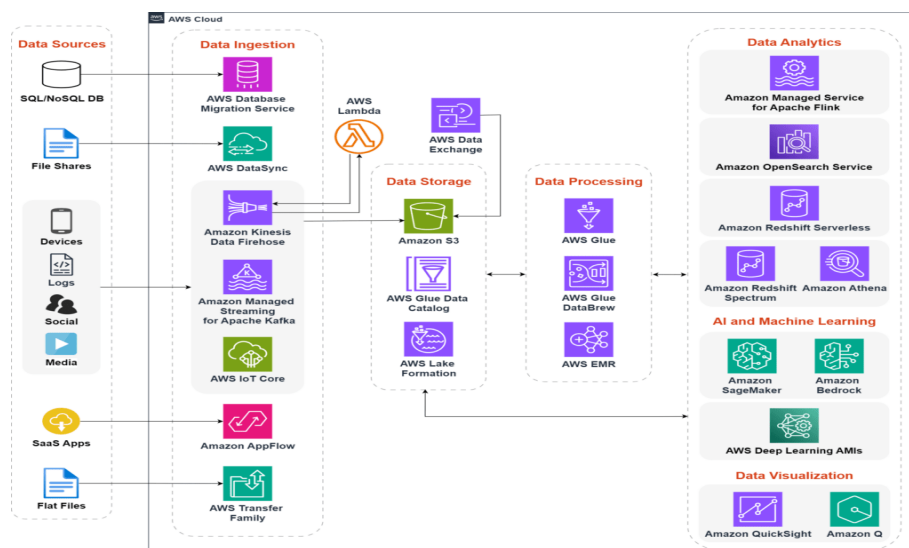 AWS Cloud
Data Sources
SQL/NoSQL DB
File Shares
Devices
Logs
Social
Media
SaaS Apps
Flat Files
Data Ingestion
AWS Database
Migration Service
AWS DataSync
Amazon Kinesis
Data Firehose
Amazon Managed
Streaming
for Apache Kafka
AWS IoT Core
Amazon AppFlow
AWS Transfer
Family
AWS
Lambda
AWS Data
Exchange
Data Storage
Amazon S3
AWS Glue Data
Catalog
AWS Lake
Formation
Data Processing
AWS Glue
AWS Glue
DataBrew
AWS EMR
Data Analytics
Amazon Managed Service
for Apache Flink
Amazon OpenSearch Service
Amazon Redshift Serverless
Amazon Redshift
Spectrum
Amazon Athena
AI and Machine Learning
Amazon
SageMaker
Amazon
Bedrock
AWS Deep Learning AMIs
Data Visualization
Amazon QuickSight
Amazon Q